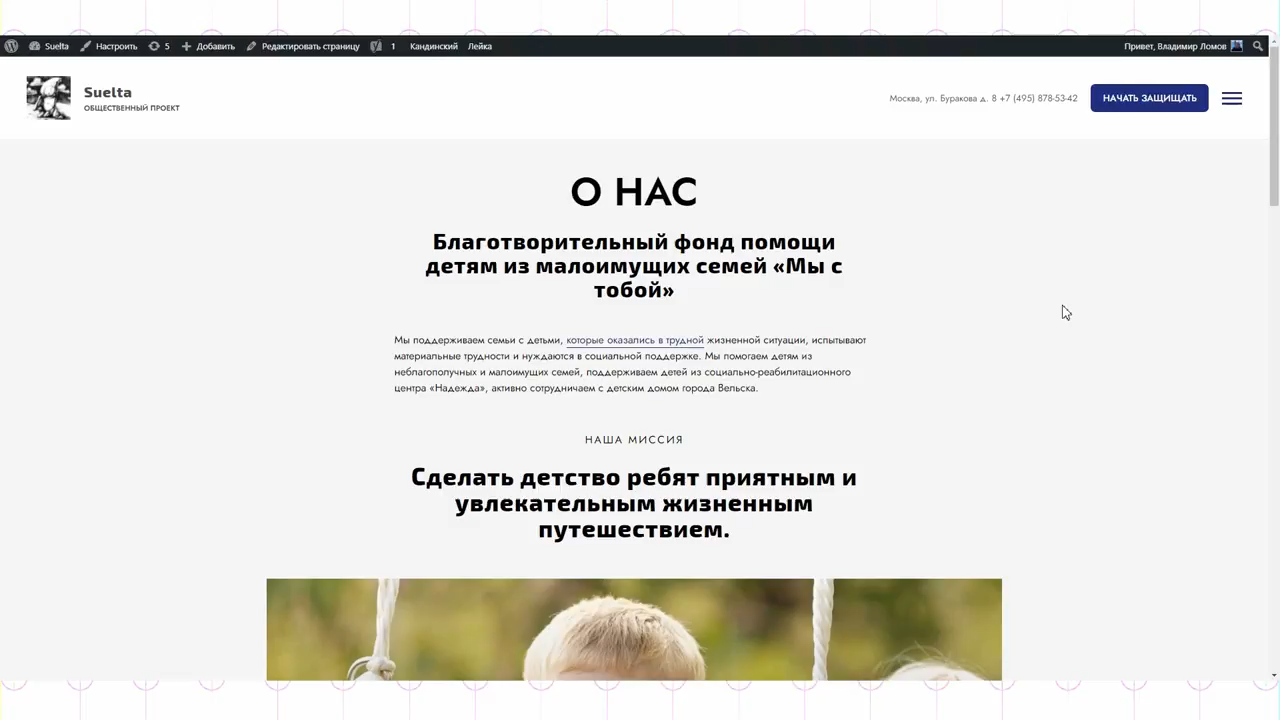 Suelta Настроить 5 Добавить Редактировать страницу 1 Кандинский Лейка Привет, Владимир Ломов
Suelta
ОБЩЕСТВЕННЫЙ ПРОЕКТ
Москва, ул. Буракова д. 8 +7 (495) 878-53-42
НАЧАТЬ ЗАЩИЩАТЬ
О НАС
Благотворительный фонд помощи
детям из малоимущих семей «Мы с
тобой»
Мы поддерживаем семьи с детьми, которые оказались в трудной жизненной ситуации, испытывают
материальные трудности и нуждаются в социальной поддержке. Мы помогаем детям из
неблагополучных и малоимущих семей, поддерживаем детей из социально-реабилитационного
центра «Надежда», активно сотрудничаем с детским домом города Вельска.
НАША МИССИЯ
Сделать детство ребят приятным и
увлекательным жизненным
путешествием.